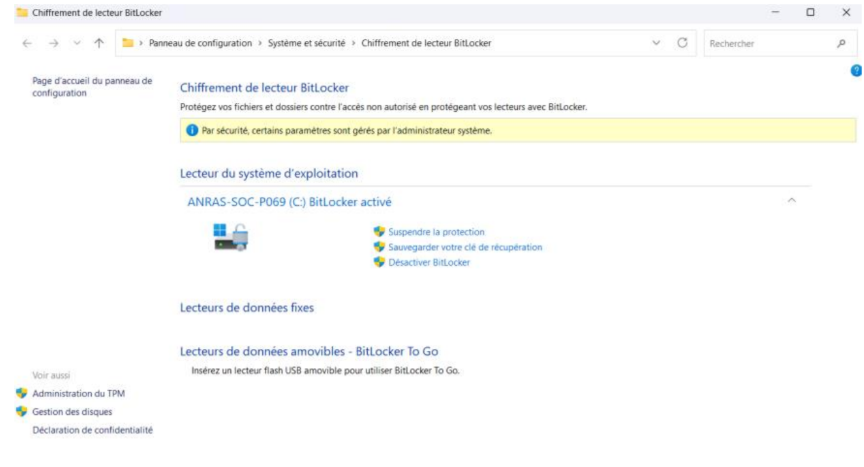 Chiffrement de lecteur BitLocker
Panneau de configuration > Système et sécurité > Chiffrement de lecteur BitLocker
Rechercher
Page d'accueil du panneau de
configuration
Chiffrement de lecteur BitLocker
Protégez vos fichiers et dossiers contre l'accès non autorisé en protégeant vos lecteurs avec BitLocker.
Par sécurité, certains paramètres sont gérés par l'administrateur système.
Lecteur du système d'exploitation
ANRAS-SOC-P069 (C:) BitLocker activé
Suspendre la protection
Sauvegarder votre clé de récupération
Désactiver BitLocker
Lecteurs de données fixes
Lecteurs de données amovibles - BitLocker To Go
Insérez un lecteur flash USB amovible pour utiliser BitLocker To Go.
Voir aussi
Administration du TPM
Gestion des disques
Déclaration de confidentialité